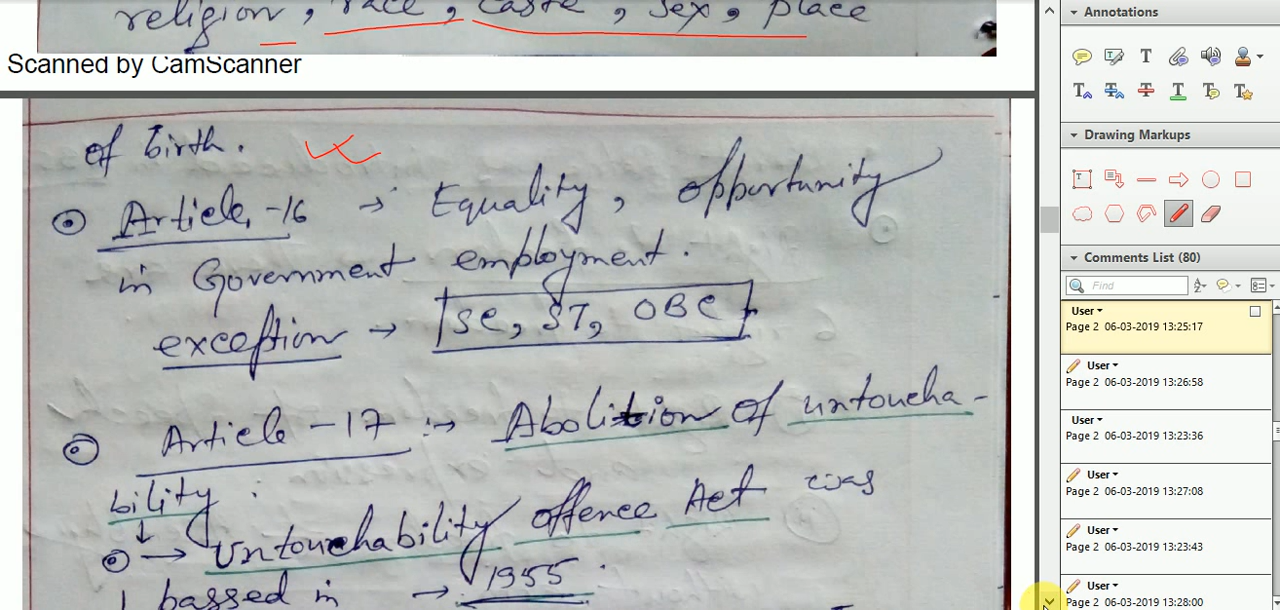 religion, race, caste, sex, place
Scanned by CamScanner
of birth.
Article-16 → Equality, opportunity
in Government employment.
exception → SC, ST, OBC
Article-17 :→ Abolition of untoucha-
bility :
↓
→ Untouchability offence Act was
passed in → 1955.
Annotations
T
T T T T T T
Drawing Markups
T
Comments List (80)
Find
User
Page 2 06-03-2019 13:25:17
User
Page 2 06-03-2019 13:26:58
User
Page 2 06-03-2019 13:23:36
User
Page 2 06-03-2019 13:27:08
User
Page 2 06-03-2019 13:23:43
User
Page 2 06-03-2019 13:28:00